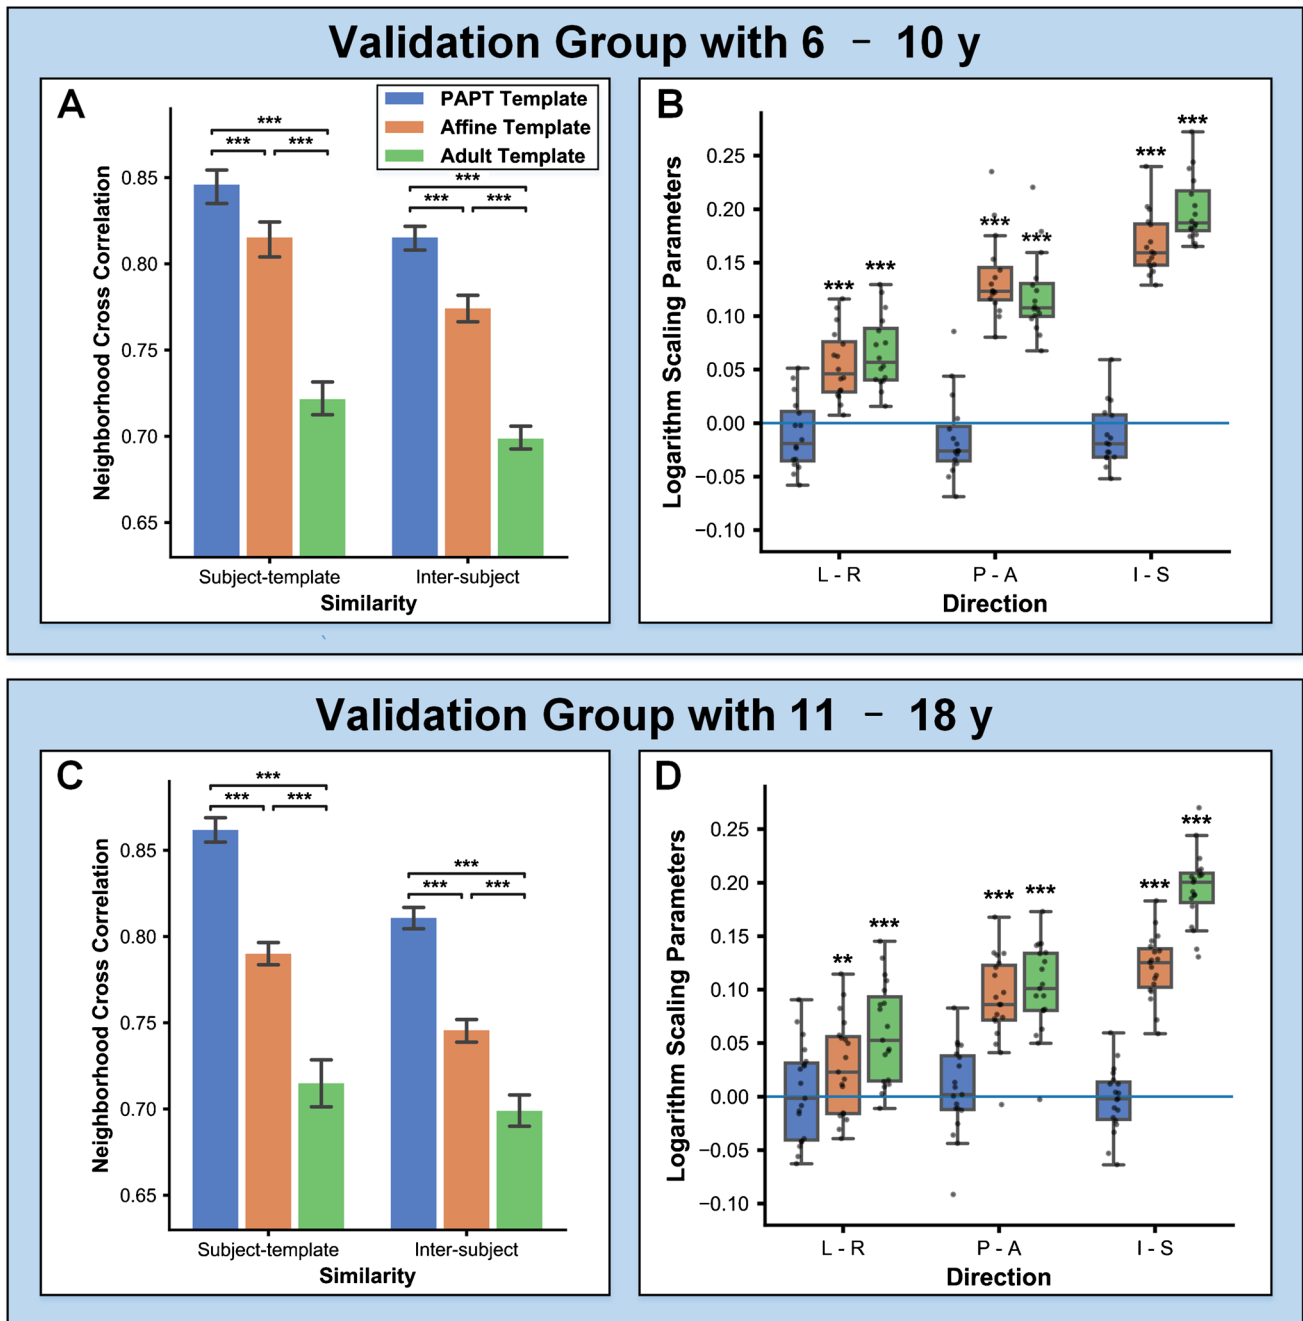 Validation Group with 6 – 10 y
A
PAPT Template
Affine Template
Adult Template
***
*** ***
***
*** ***
Neighborhood Cross Correlation
0.85
0.80
0.75
0.70
0.65
Subject-template Inter-subject
Similarity
B
Logarithm Scaling Parameters
0.25
0.20
0.15
0.10
0.05
0.00
−0.05
−0.10
*** *** *** *** *** ***
L - R P - A I - S
Direction
Validation Group with 11 – 18 y
C
***
*** ***
***
*** ***
Neighborhood Cross Correlation
0.85
0.80
0.75
0.70
0.65
Subject-template Inter-subject
Similarity
D
Logarithm Scaling Parameters
0.25
0.20
0.15
0.10
0.05
0.00
−0.05
−0.10
** *** *** *** *** ***
L - R P - A I - S
Direction